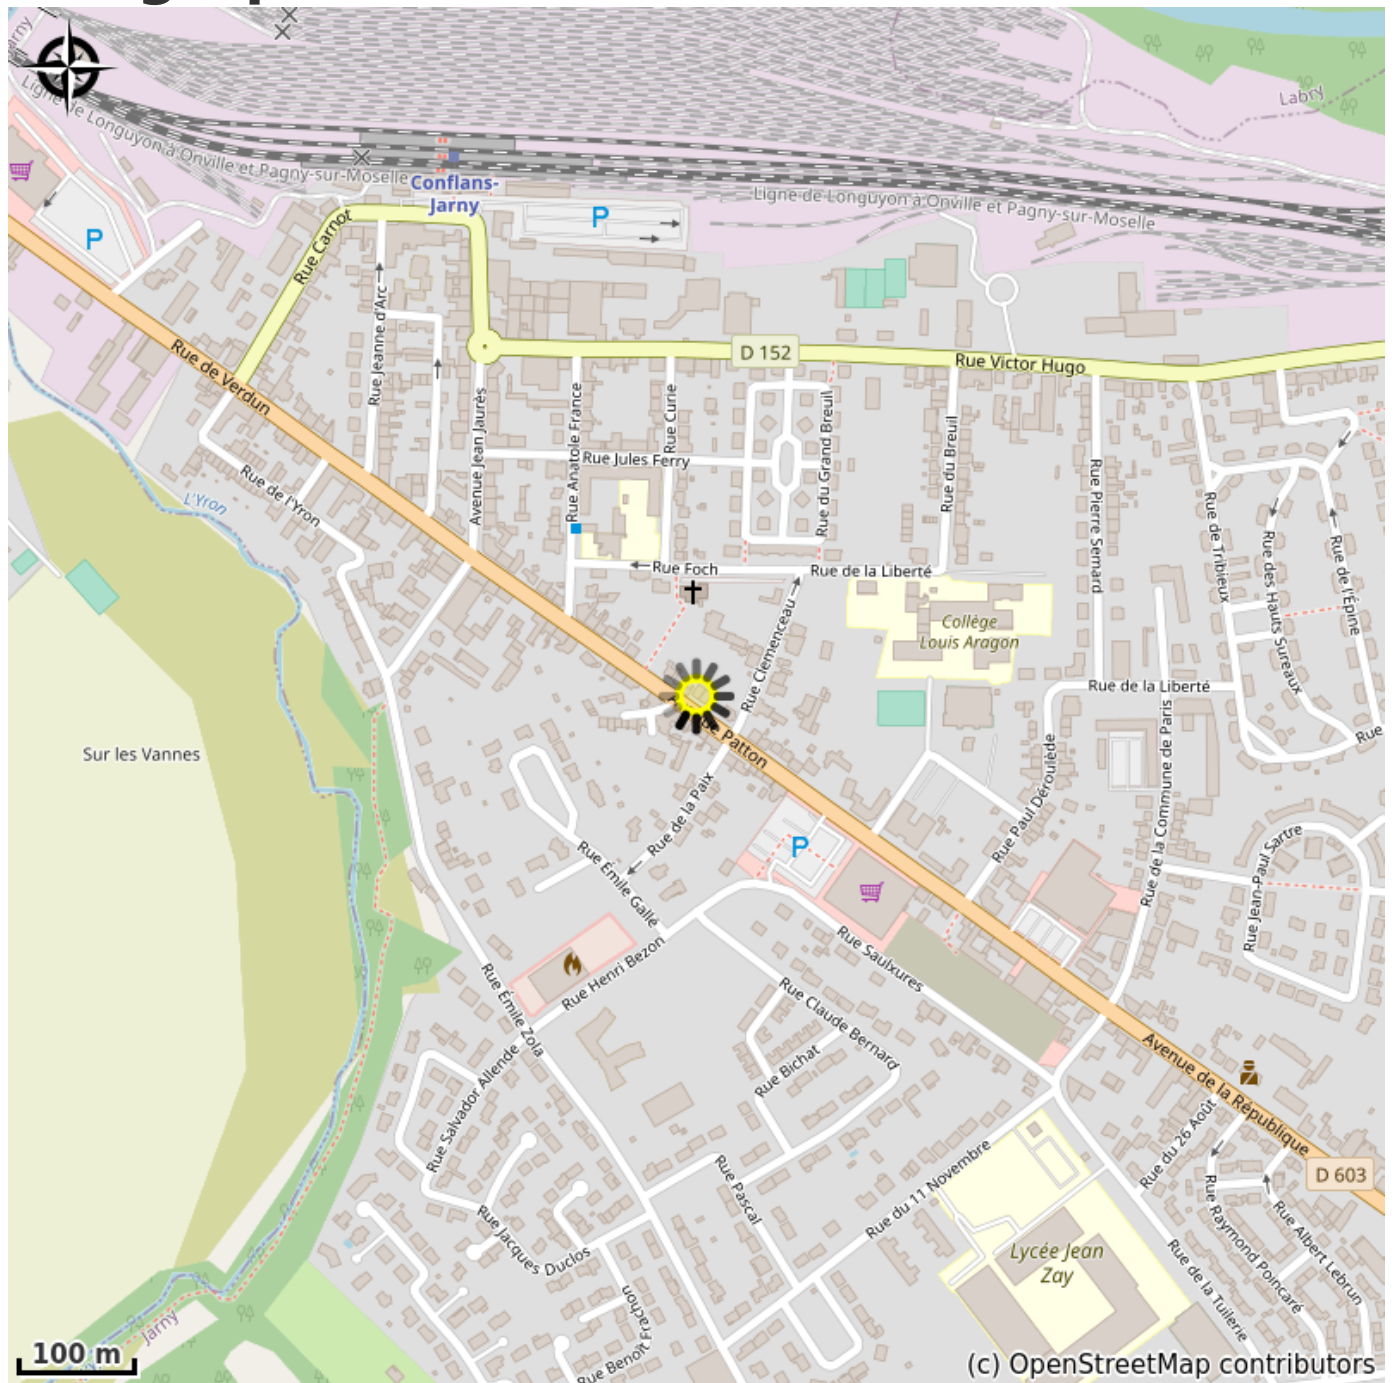 Labry
Ligne de Longuyon à Onville et Pagny-sur-Moselle
Conflans-
Jarny
Ligne de Longuyon à Onville et Pagny-sur-Moselle
P
P
Rue Carnot
Rue Jeanne d'Arc
D 152
Rue Victor Hugo
Rue de Verdun
Avenue Jean Jaurès
Rue Anatole France
Rue Curie
Rue Jules Ferry
Rue du Grand Breuil
Rue du Breuil
Rue Pierre Semard
Rue de Tribieux
Rue des Hauts Sureaux
Rue de l'Épine
Rue de l'Yron
L'Yron
Rue Foch
Rue de la Liberté
Collège
Louis Aragon
Rue Clemenceau
Rue de la Liberté
Rue
Patton
Sur les Vannes
Rue de la Paix
Rue Paul Déroulède
Rue de la Commune de Paris
Rue Jean-Paul Sartre
P
Rue Émile Gallé
Rue Henri Bezon
Rue Saulxures
Rue Émile Zola
Rue Claude Bernard
Rue Bichat
Rue Salvador Allende
Avenue de la République
Rue du 26 Août
D 603
Rue du 11 Novembre
Rue Pascal
Rue Jacques Duclos
Rue Raymond Poincaré
Rue Albert Lebrun
Lycée Jean
Zay
Rue de la Tuilerie
Rue Benoît Frachon
Jarny
100 m
(c) OpenStreetMap contributors